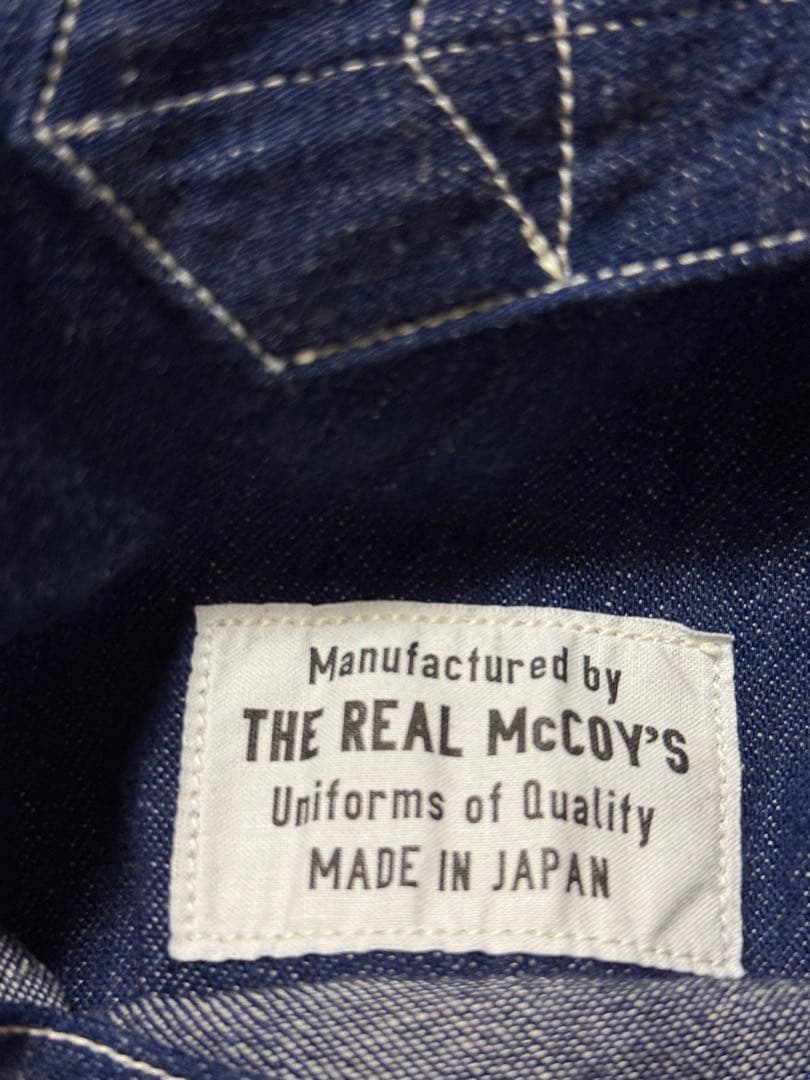 Manufactured by
THE REAL McCOY'S
Uniforms of Quality
MADE IN JAPAN